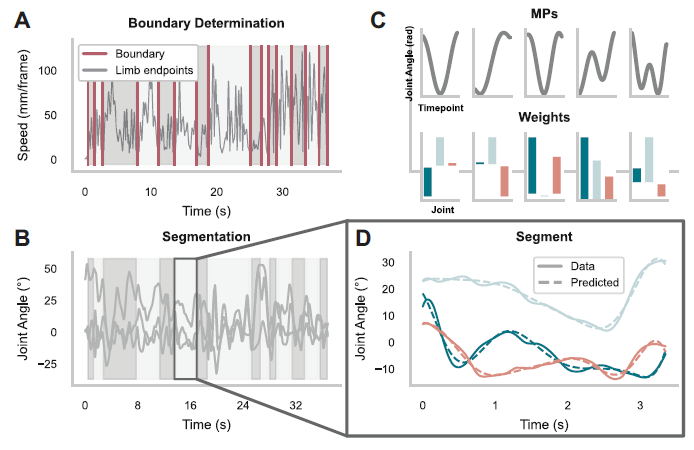 A
Boundary Determination
Boundary
Limb endpoints
Speed (mm/frame)
100
50
0
0
10
20
30
Time (s)
C
MPs
Joint Angle (rad)
Timepoint
Weights
Joint
B
Segmentation
Joint Angle (°)
50
25
0
−25
0
8
16
24
32
Time (s)
D
Segment
Data
Predicted
Joint Angle (°)
30
20
10
0
−10
0
1
2
3
Time (s)